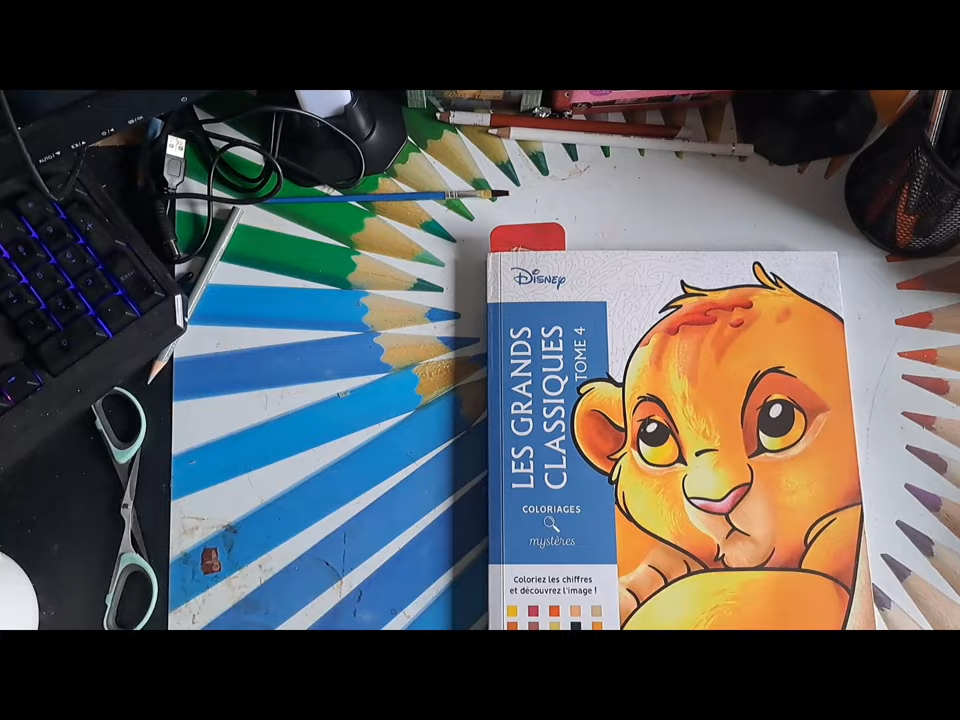 Disney
LES GRANDS
CLASSIQUES
TOME 4
COLORIAGES
mystères
Coloriez les chiffres
et découvrez l'image !